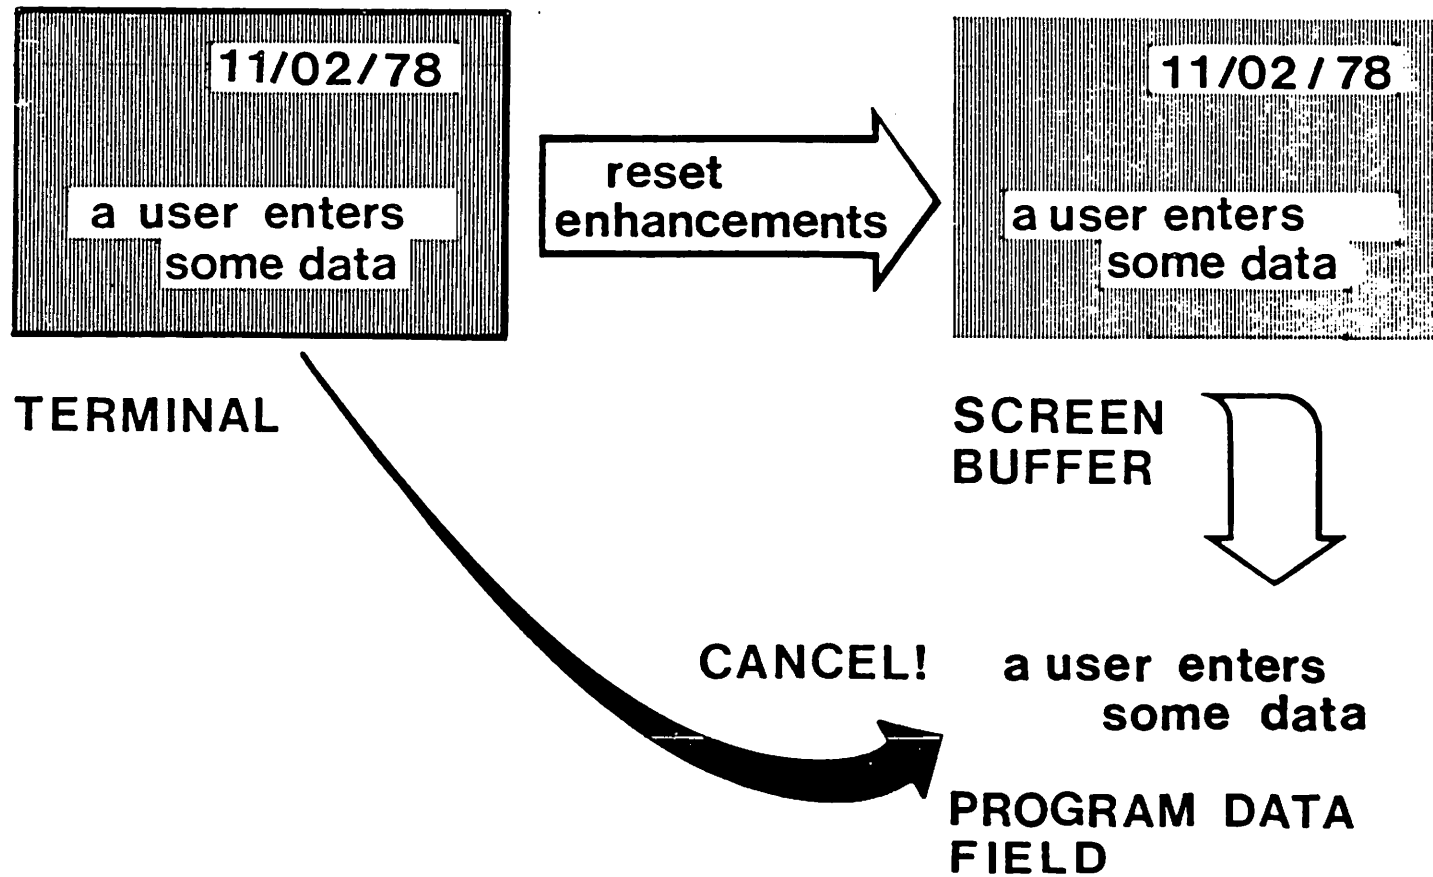 11/02/78
a user enters
some data
reset
enhancements
11/02/78
a user enters
some data
TERMINAL
SCREEN
BUFFER
CANCEL!
a user enters
some data
PROGRAM DATA
FIELD